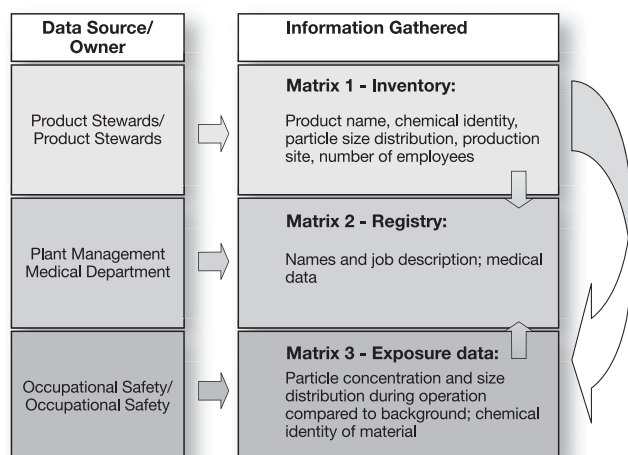 Data Source/
Owner
Information Gathered
Product Stewards/
Product Stewards
Matrix 1 - Inventory:
Product name, chemical identity,
particle size distribution, production
site, number of employees
Plant Management
Medical Department
Matrix 2 - Registry:
Names and job description; medical
data
Occupational Safety/
Occupational Safety
Matrix 3 - Exposure data:
Particle concentration and size
distribution during operation
compared to background; chemical
identity of material